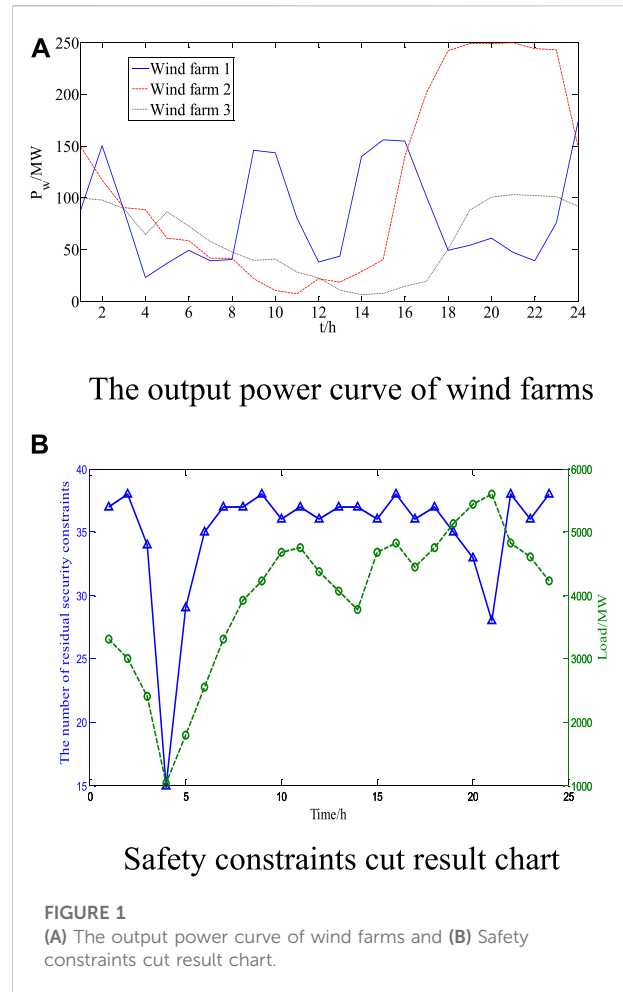 A
250
200
150
100
50
0
P_w/MW
Wind farm 1
Wind farm 2
Wind farm 3
2 4 6 8 10 12 14 16 18 20 22 24
t/h
The output power curve of wind farms
B
40
35
30
25
20
15
The number of residual security constraints
6000
5000
4000
3000
2000
1000
Load/MW
0 5 10 15 20 25
Time/h
Safety constraints cut result chart
FIGURE 1
(A) The output power curve of wind farms and (B) Safety
constraints cut result chart.